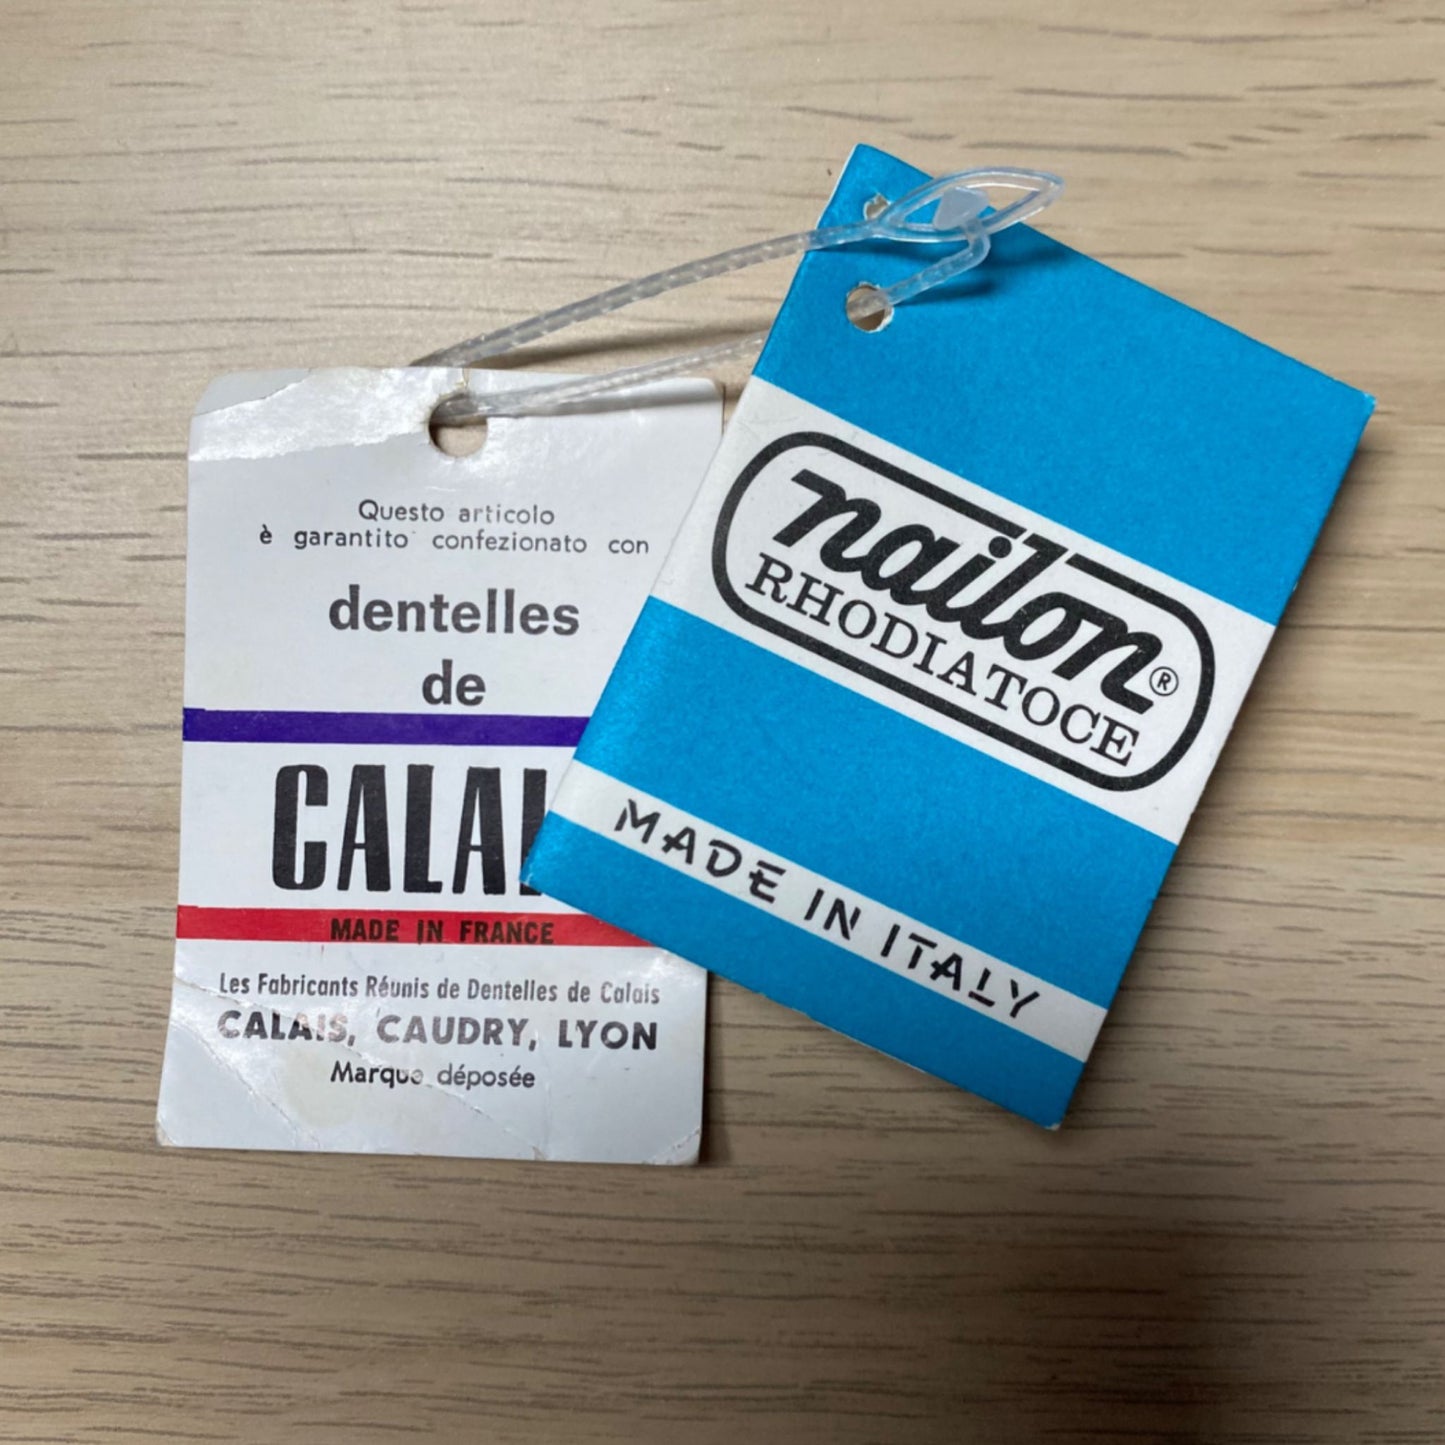 Questo articolo
è garantito confezionato con
dentelles
de
MADE IN FRANCE
Les Fabricants Réunis de Dentelles de Calais
CALAIS, CAUDRY, LYON
Marque déposée
nailon®
RHODIATOCE
MADE IN ITALY